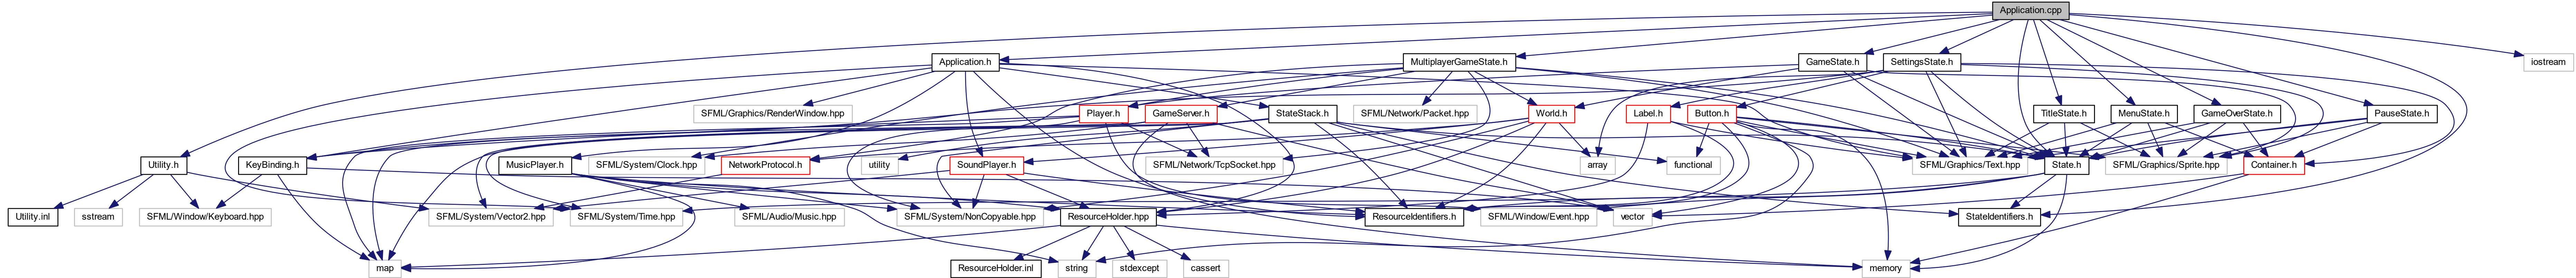 Application.cpp
Application.h
MultiplayerGameState.h
GameState.h
SettingsState.h
iostream
SFML/Graphics/RenderWindow.hpp
Player.h
GameServer.h
StateStack.h
SFML/Network/Packet.hpp
World.h
Label.h
Button.h
TitleState.h
MenuState.h
GameOverState.h
PauseState.h
Utility.h
KeyBinding.h
MusicPlayer.h
SFML/System/Clock.hpp
NetworkProtocol.h
utility
SoundPlayer.h
SFML/Network/TcpSocket.hpp
array
functional
SFML/Graphics/Text.hpp
State.h
SFML/Graphics/Sprite.hpp
Container.h
Utility.inl
sstream
SFML/Window/Keyboard.hpp
SFML/System/Vector2.hpp
SFML/System/Time.hpp
SFML/Audio/Music.hpp
SFML/System/NonCopyable.hpp
ResourceHolder.hpp
ResourceIdentifiers.h
SFML/Window/Event.hpp
vector
StateIdentifiers.h
map
ResourceHolder.inl
string
stdexcept
cassert
memory